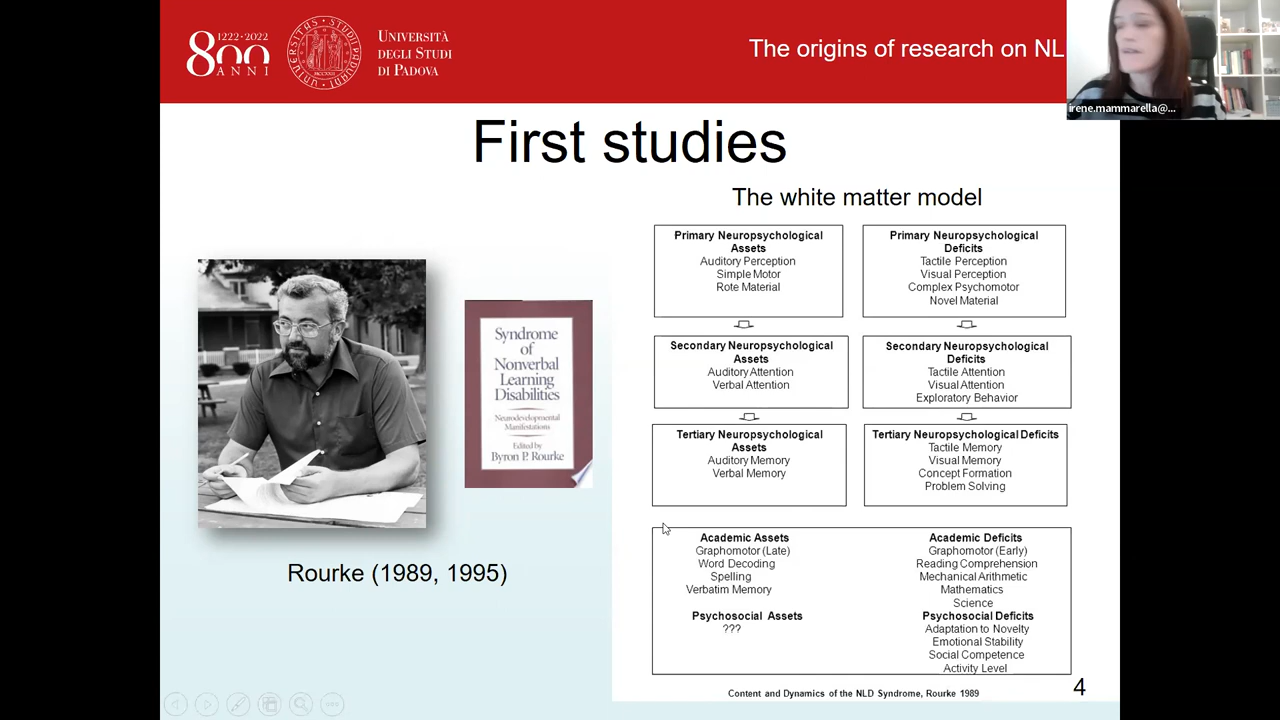 1222·2022
800
ANNI
UNIVERSITÀ
DEGLI STUDI
DI PADOVA
The origins of research on NL
irene.mammarella@...
First studies
The white matter model
Primary Neuropsychological
Assets
Auditory Perception
Simple Motor
Rote Material
Primary Neuropsychological
Deficits
Tactile Perception
Visual Perception
Complex Psychomotor
Novel Material
Secondary Neuropsychological
Assets
Auditory Attention
Verbal Attention
Secondary Neuropsychological
Deficits
Tactile Attention
Visual Attention
Exploratory Behavior
Tertiary Neuropsychological
Assets
Auditory Memory
Verbal Memory
Tertiary Neuropsychological Deficits
Tactile Memory
Visual Memory
Concept Formation
Problem Solving
Academic Assets
Graphomotor (Late)
Word Decoding
Spelling
Verbatim Memory
Psychosocial Assets
???
Academic Deficits
Graphomotor (Early)
Reading Comprehension
Mechanical Arithmetic
Mathematics
Science
Psychosocial Deficits
Adaptation to Novelty
Emotional Stability
Social Competence
Activity Level
Content and Dynamics of the NLD Syndrome, Rourke 1989
Syndrome
of
Nonverbal
Learning
Disabilities
Neurodevelopmental
Manifestations
Edited by
Byron P. Rourke
Rourke (1989, 1995)
4